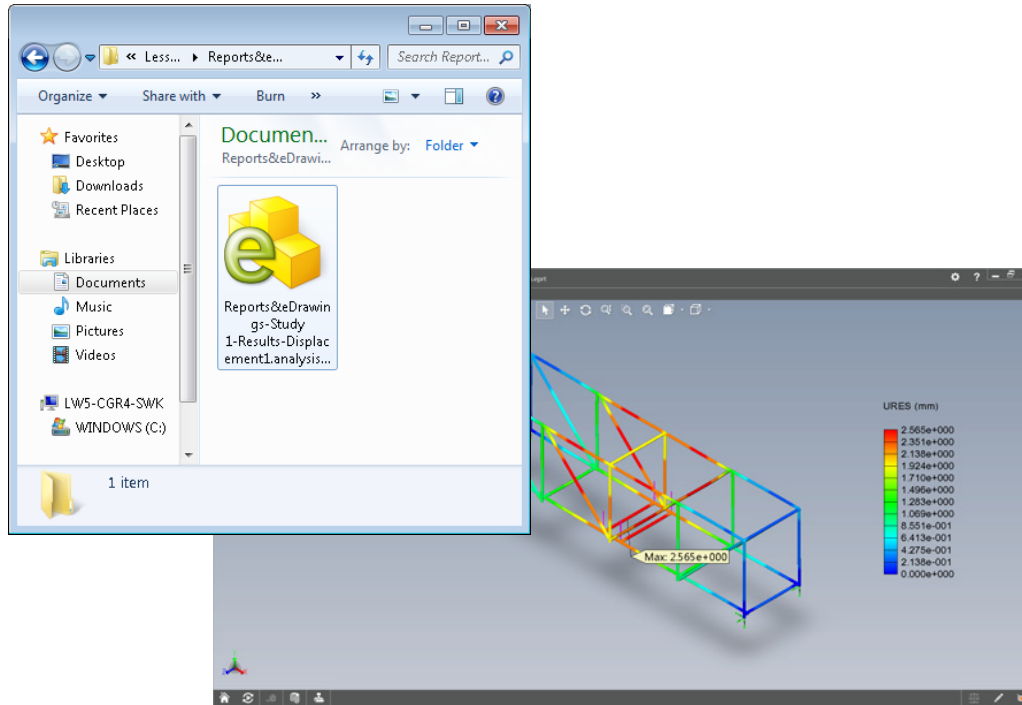 « Less... ▸ Reports&e...
Search Report...
Organize
Share with
Burn
»
Favorites
Desktop
Downloads
Recent Places
Libraries
Documents
Music
Pictures
Videos
LW5-CGR4-SWK
WINDOWS (C:)
Documen...
Reports&eDrawi...
Arrange by: Folder
Reports&eDrawin
gs-Study
1-Results-Displac
ement1.analysis...
1 item
URES (mm)
2.565e+000
2.351e+000
2.138e+000
1.924e+000
1.710e+000
1.496e+000
1.283e+000
1.069e+000
8.551e-001
6.413e-001
4.275e-001
2.138e-001
0.000e+000
Max: 2.565e+000